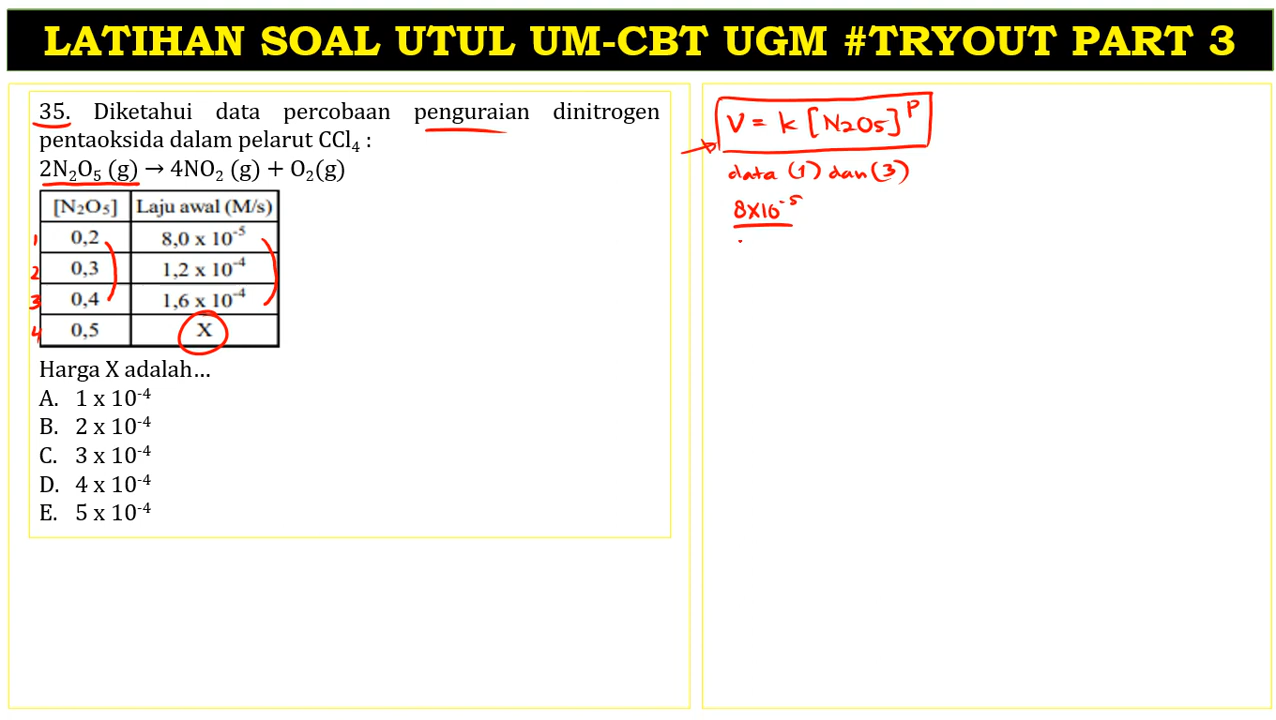 LATIHAN SOAL UTUL UM-CBT UGM #TRYOUT PART 3
35. Diketahui data percobaan penguraian dinitrogen
pentaoksida dalam pelarut CCl₄ :
2N₂O₅ (g) → 4NO₂ (g) + O₂(g)
[N₂O₅] Laju awal (M/s)
1 0,2 8,0 x 10⁻⁵
2 0,3 1,2 x 10⁻⁴
3 0,4 1,6 x 10⁻⁴
4 0,5 X
Harga X adalah...
A. 1 x 10⁻⁴
B. 2 x 10⁻⁴
C. 3 x 10⁻⁴
D. 4 x 10⁻⁴
E. 5 x 10⁻⁴
V = k [N₂O₅]ᴾ
data (1) dan (3)
8x10⁻⁵